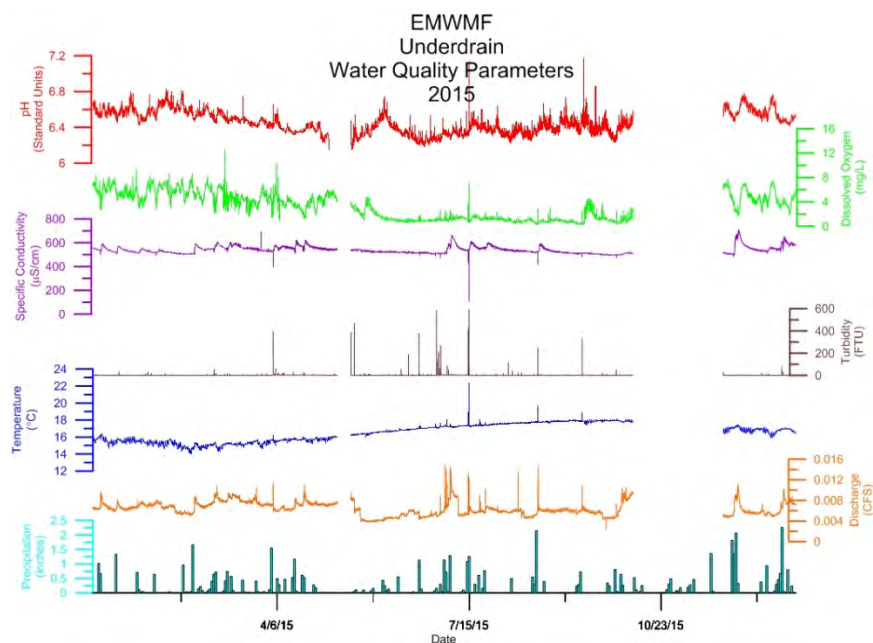 EMWMF
Underdrain
Water Quality Parameters
2015
7.2
6.8
6.4
6
pH
(Standard Units)
16
12
8
4
0
Dissolved Oxygen
(mg/L)
800
600
400
200
0
Specific Conductivity
(µS/cm)
600
400
200
0
Turbidity
(FTU)
24
22
20
18
16
14
12
Temperature
(°C)
0.016
0.012
0.008
0.004
0
Discharge
(CFS)
2.5
2
1.5
1
0.5
0
Precipitation
(inches)
4/6/15
7/15/15
10/23/15
Date